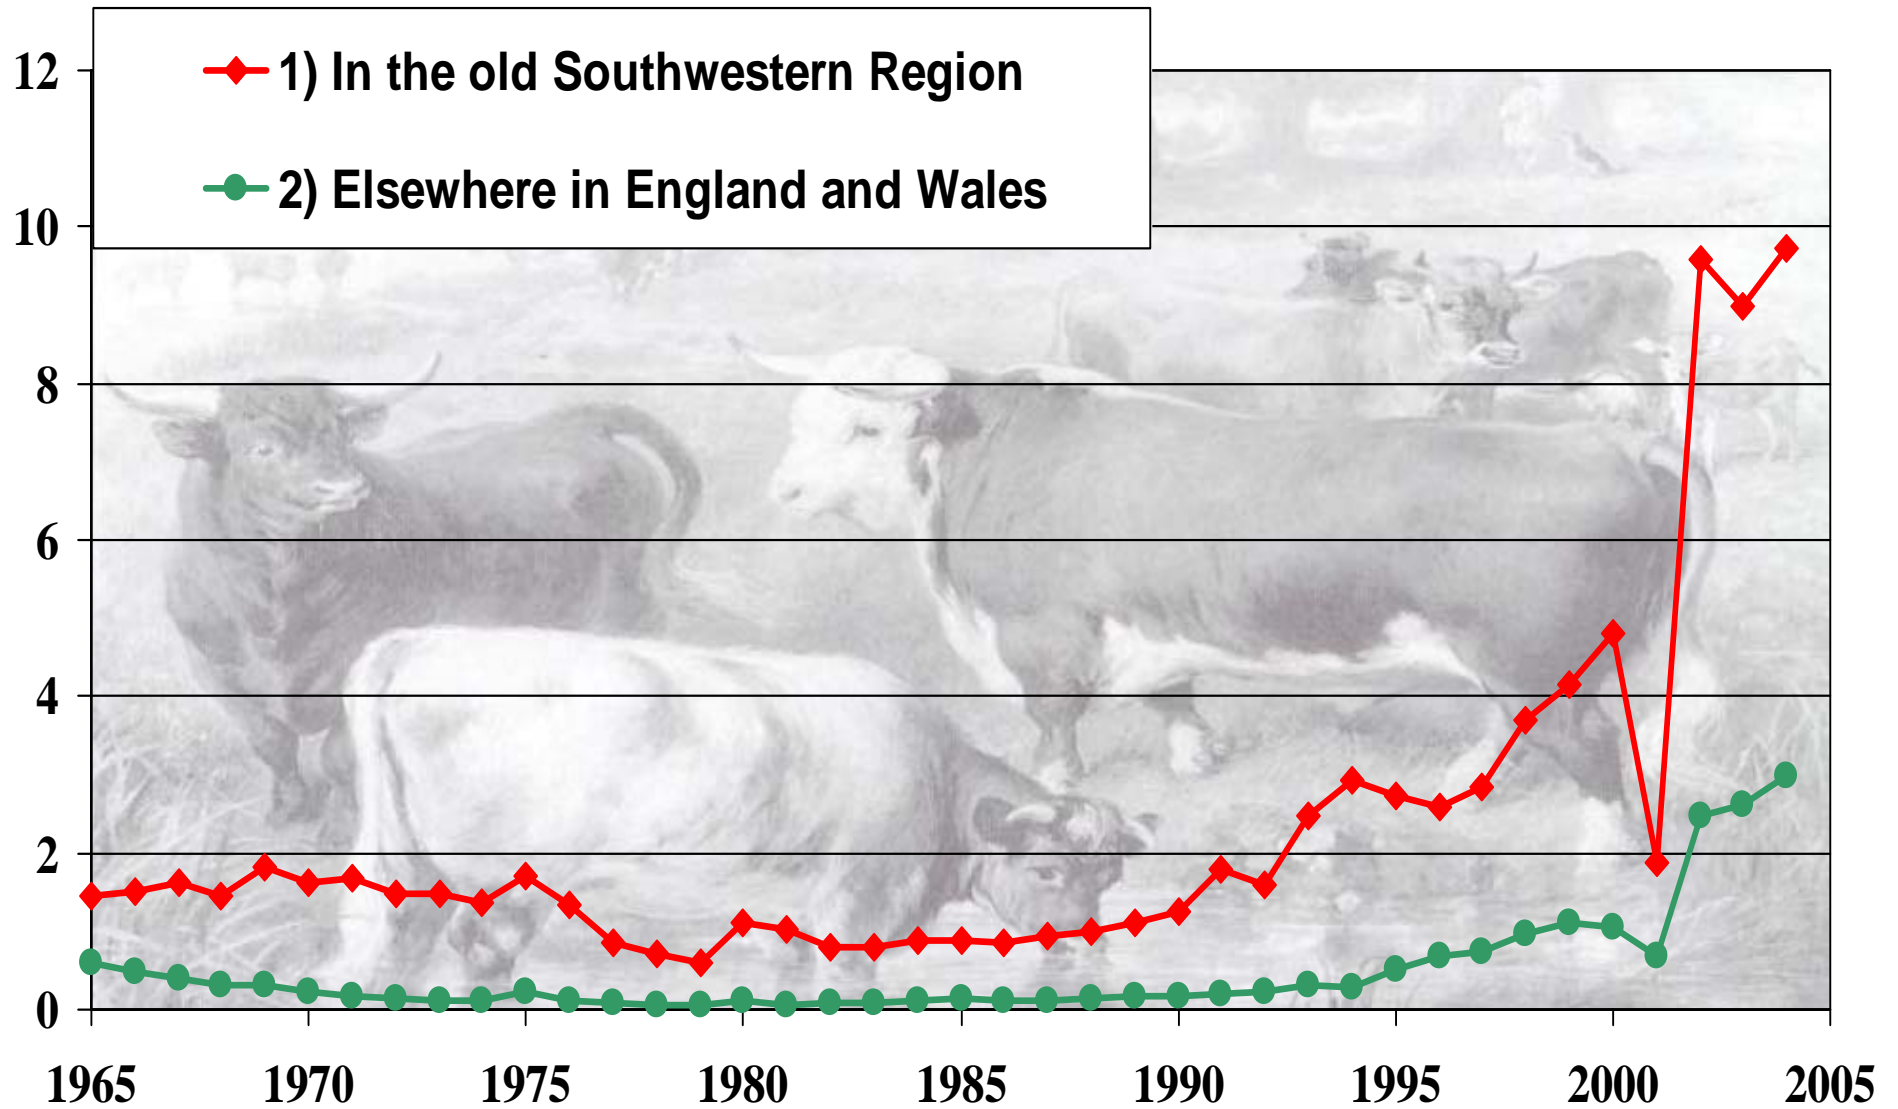 1) In the old Southwestern Region
2) Elsewhere in England and Wales
12
10
8
6
4
2
0
1965 1970 1975 1980 1985 1990 1995 2000 2005